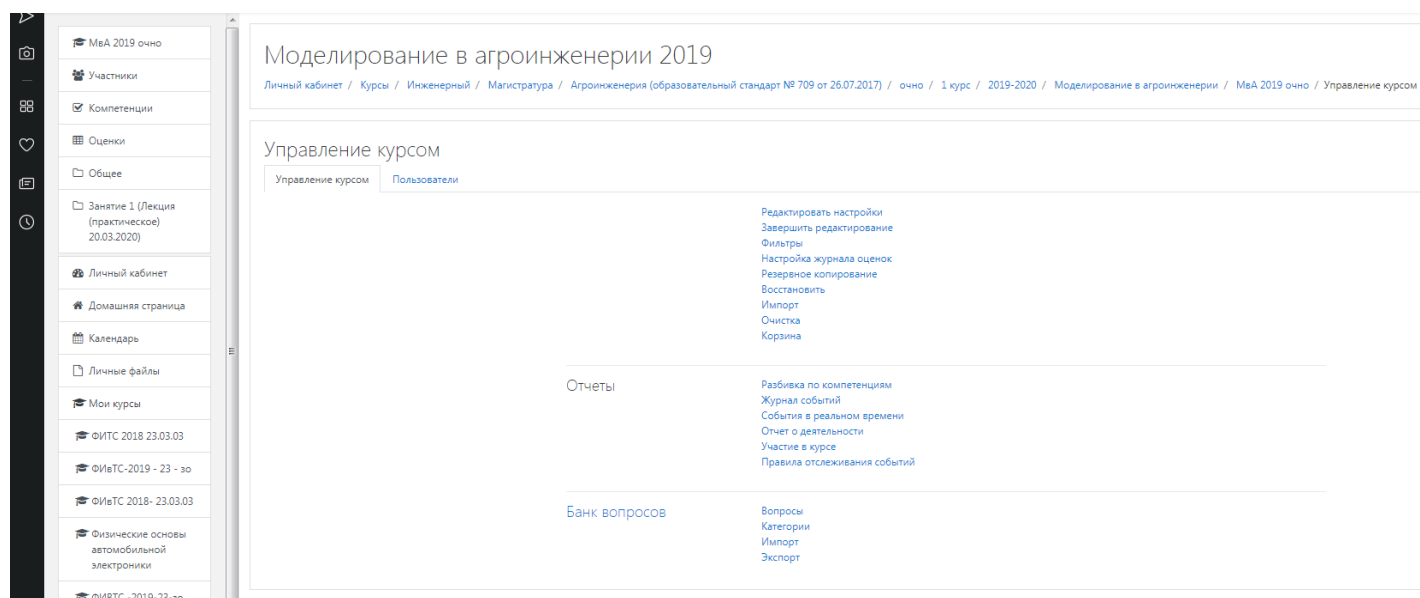 МвА 2019 очно
Участники
Компетенции
Оценки
Общее
Занятие 1 (Лекция
(практическое)
20.03.2020)
Личный кабинет
Домашняя страница
Календарь
Личные файлы
Мои курсы
ФИТС 2018 23.03.03
ФИвТС-2019 - 23 - зо
ФИвТС 2018- 23.03.03
Физические основы
автомобильной
электроники
ФИВТС -2019-23-зо
Моделирование в агроинженерии 2019
Личный кабинет / Курсы / Инженерный / Магистратура / Агроинженерия (образовательный стандарт № 709 от 26.07.2017) / очно / 1 курс / 2019-2020 / Моделирование в агроинженерии / МвА 2019 очно / Управление курсом
Управление курсом
Управление курсом Пользователи
Редактировать настройки
Завершить редактирование
Фильтры
Настройка журнала оценок
Резервное копирование
Восстановить
Импорт
Очистка
Корзина
Отчеты
Разбивка по компетенциям
Журнал событий
События в реальном времени
Отчет о деятельности
Участие в курсе
Правила отслеживания событий
Банк вопросов
Вопросы
Категории
Импорт
Экспорт